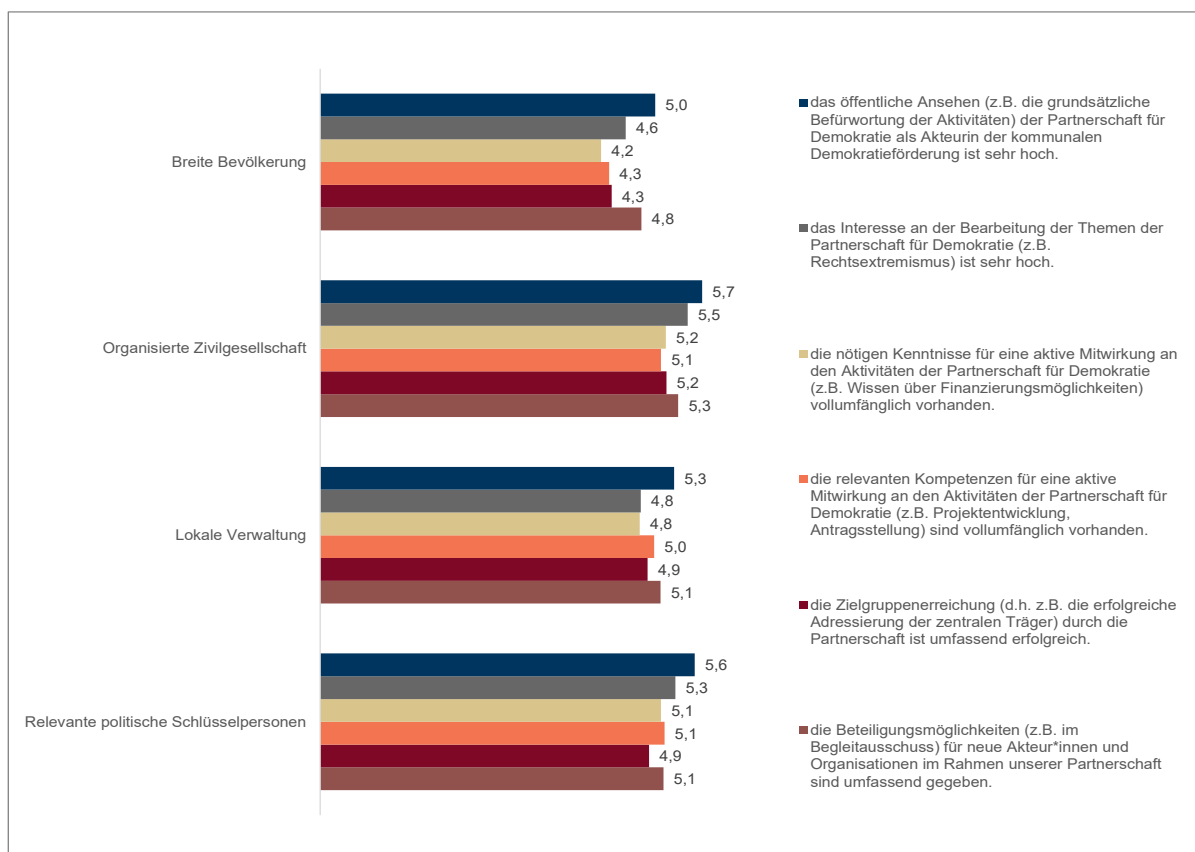 Breite Bevölkerung
5,0
4,6
4,2
4,3
4,3
4,8
Organisierte Zivilgesellschaft
5,7
5,5
5,2
5,1
5,2
5,3
Lokale Verwaltung
5,3
4,8
4,8
5,0
4,9
5,1
Relevante politische Schlüsselpersonen
5,6
5,3
5,1
5,1
4,9
5,1
das öffentliche Ansehen (z.B. die grundsätzliche
Befürwortung der Aktivitäten) der Partnerschaft für
Demokratie als Akteurin der kommunalen
Demokratieförderung ist sehr hoch.
das Interesse an der Bearbeitung der Themen der
Partnerschaft für Demokratie (z.B.
Rechtsextremismus) ist sehr hoch.
die nötigen Kenntnisse für eine aktive Mitwirkung an
den Aktivitäten der Partnerschaft für Demokratie
(z.B. Wissen über Finanzierungsmöglichkeiten)
vollumfänglich vorhanden.
die relevanten Kompetenzen für eine aktive
Mitwirkung an den Aktivitäten der Partnerschaft für
Demokratie (z.B. Projektentwicklung,
Antragsstellung) sind vollumfänglich vorhanden.
die Zielgruppenerreichung (d.h. z.B. die erfolgreiche
Adressierung der zentralen Träger) durch die
Partnerschaft ist umfassend erfolgreich.
die Beteiligungsmöglichkeiten (z.B. im
Begleitausschuss) für neue Akteur*innen und
Organisationen im Rahmen unserer Partnerschaft
sind umfassend gegeben.